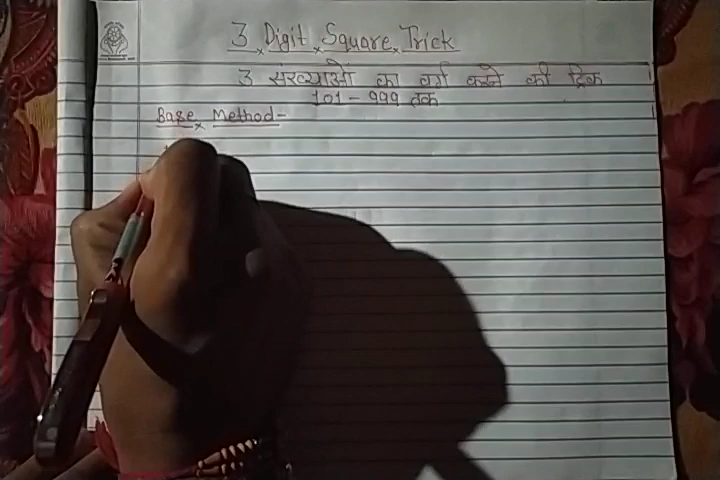 3 Digit Square Trick
3 संख्याओ का वर्ग करने की ट्रिक
101 - 999 तक
Base Method -